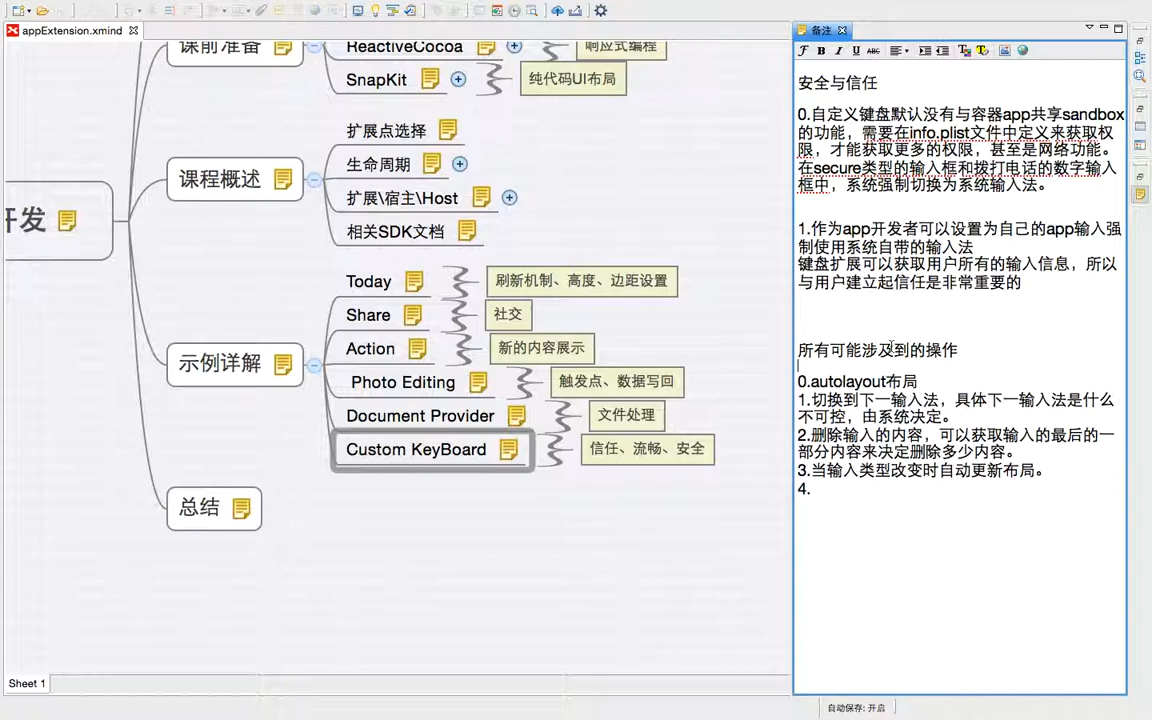 appExtension.xmind
备注
课前准备
ReactiveCocoa
响应式编程
SnapKit
纯代码UI布局
扩展点选择
生命周期
课程概述
扩展\宿主\Host
相关SDK文档
开发
Today
刷新机制、高度、边距设置
Share
社交
示例详解
Action
新的内容展示
Photo Editing
触发点、数据写回
Document Provider
文件处理
Custom KeyBoard
信任、流畅、安全
总结
安全与信任
0.自定义键盘默认没有与容器app共享sandbox
的功能，需要在info.plist文件中定义来获取权
限，才能获取更多的权限，甚至是网络功能。
在secure类型的输入框和拨打电话的数字输入
框中，系统强制切换为系统输入法。
1.作为app开发者可以设置为自己的app输入强
制使用系统自带的输入法
键盘扩展可以获取用户所有的输入信息，所以
与用户建立起信任是非常重要的
所有可能涉及到的操作
0.autolayout布局
1.切换到下一输入法，具体下一输入法是什么
不可控，由系统决定。
2.删除输入的内容，可以获取输入的最后的一
部分内容来决定删除多少内容。
3.当输入类型改变时自动更新布局。
4.
Sheet 1
自动保存: 开启